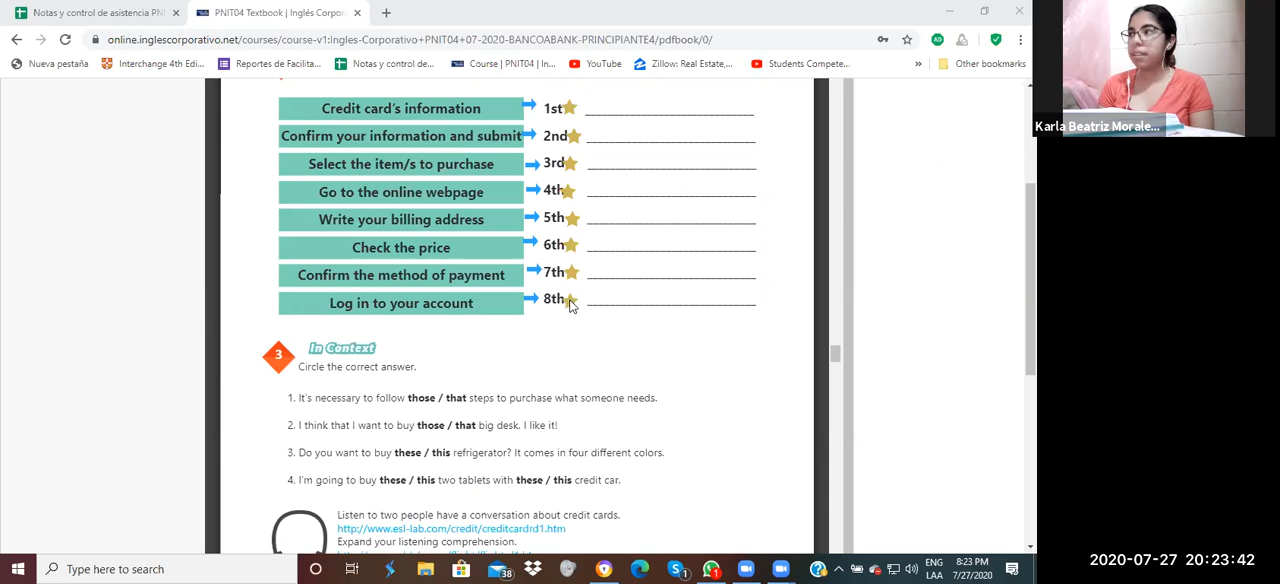 Notas y control de asistencia PNI
PNIT04 Textbook | Inglés Corpor
online.inglescorporativo.net/courses/course-v1:Ingles-Corporativo+PNIT04+07-2020-BANCOABANK-PRINCIPIANTE4/pdfbook/0/
Nueva pestaña
Interchange 4th Edi...
Reportes de Facilita...
Notas y control de...
Course | PNIT04 | In...
YouTube
Zillow: Real Estate,...
Students Compete...
»
Other bookmarks
Karla Beatriz Morale...
Credit card's information 1st
Confirm your information and submit 2nd
Select the item/s to purchase 3rd
Go to the online webpage 4th
Write your billing address 5th
Check the price 6th
Confirm the method of payment 7th
Log in to your account 8th
3 In Context
Circle the correct answer.
1. It's necessary to follow those / that steps to purchase what someone needs.
2. I think that I want to buy those / that big desk. I like it!
3. Do you want to buy these / this refrigerator? It comes in four different colors.
4. I'm going to buy these / this two tablets with these / this credit car.
Listen to two people have a conversation about credit cards.
http://www.esl-lab.com/credit/creditcardrd1.htm
Expand your listening comprehension.
Type here to search
38
1
1
ENG
LAA
8:23 PM
7/27/2020
2020-07-27 20:23:42